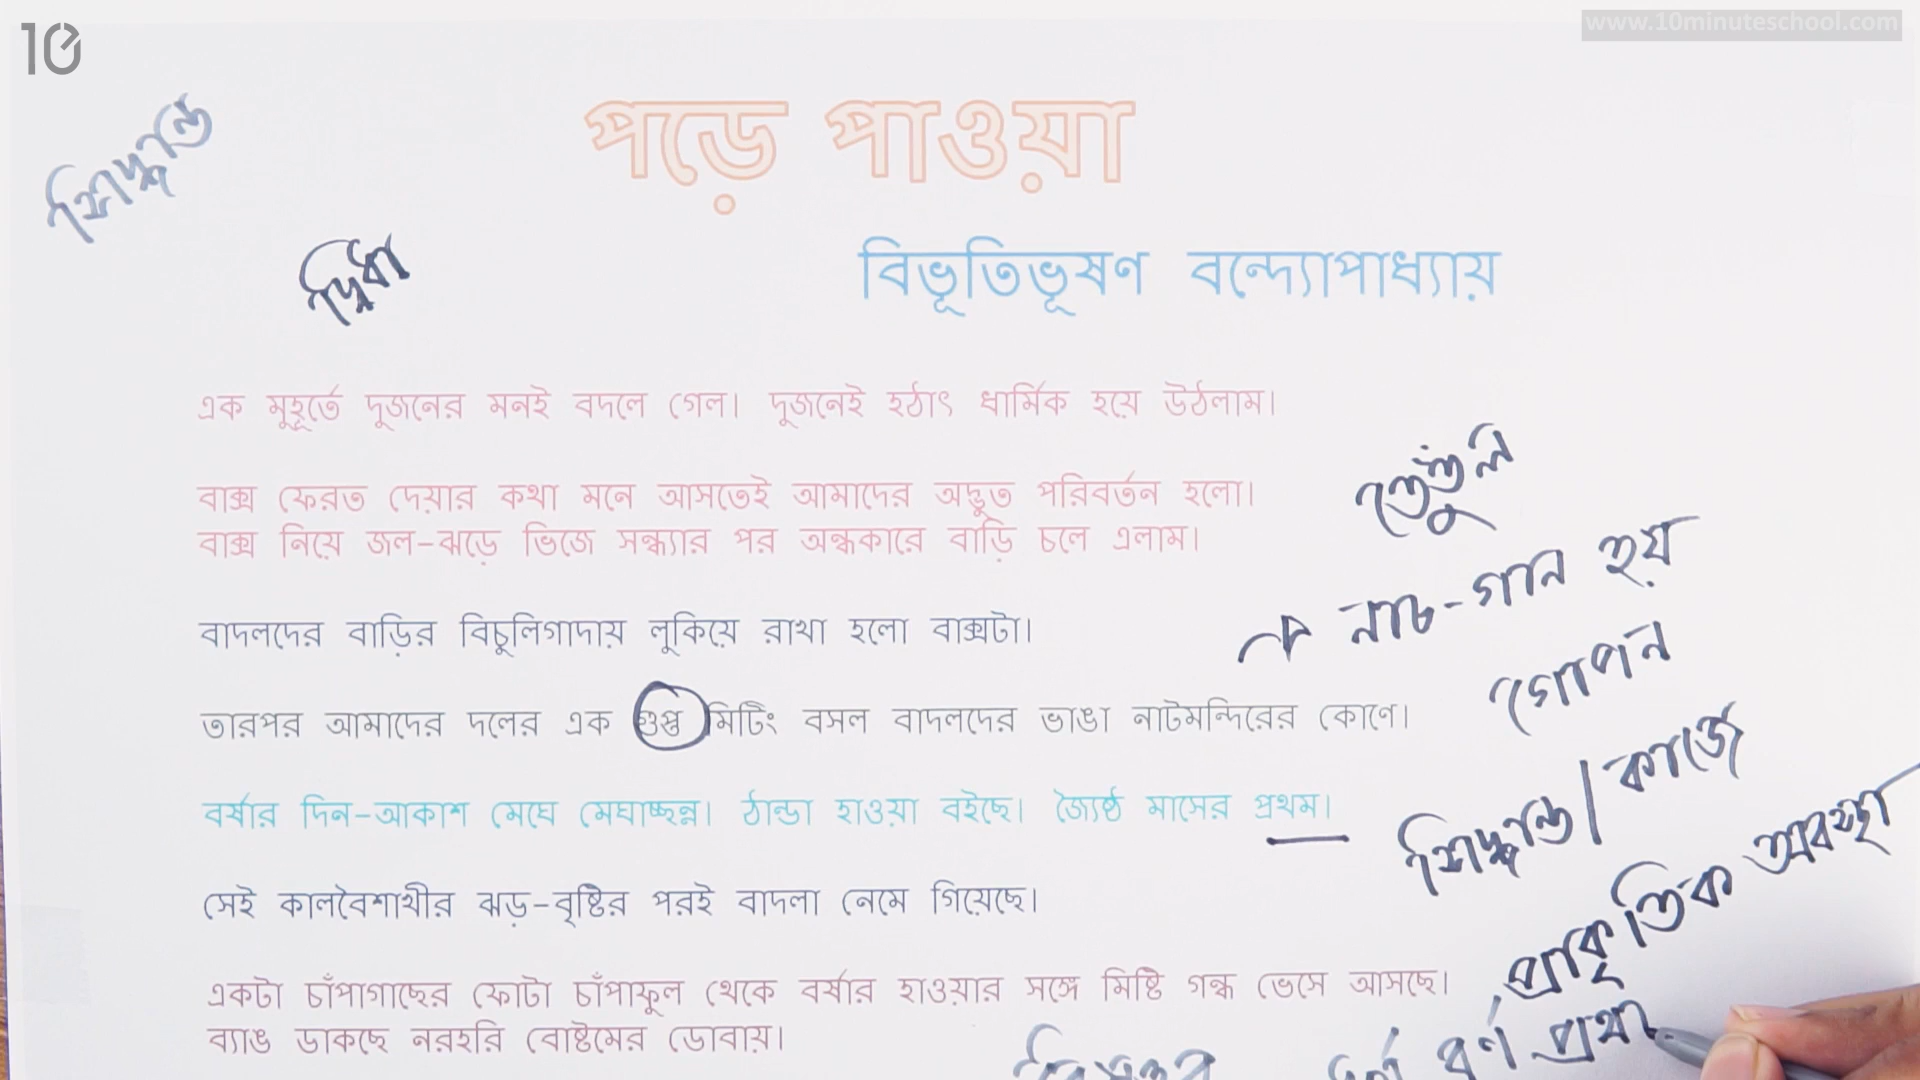 10
www.10minuteschool.com
পড়ে পাওয়া
সিদ্ধান্ত
দ্বিধা
বিভূতিভূষণ বন্দ্যোপাধ্যায়
এক মুহূর্তে দুজনের মনই বদলে গেল। দুজনেই হঠাৎ ধার্মিক হয়ে উঠলাম।
বাক্স ফেরত দেয়ার কথা মনে আসতেই আমাদের অদ্ভুত পরিবর্তন হলো।
তেঁতুলি
বাক্স নিয়ে জল-ঝড়ে ভিজে সন্ধ্যার পর অন্ধকারে বাড়ি চলে এলাম।
নাচ-গান হয়
বাদলদের বাড়ির বিচুলিগাদায় লুকিয়ে রাখা হলো বাক্সটা।
গোপন
তারপর আমাদের দলের এক গুপ্ত মিটিং বসল বাদলদের ভাঙা নাটমন্দিরের কোণে।
বর্ষার দিন-আকাশ মেঘে মেঘাচ্ছন্ন। ঠান্ডা হাওয়া বইছে। জ্যৈষ্ঠ মাসের প্রথম।
সিদ্ধান্ত/কার্জে
সেই কালবৈশাখীর ঝড়-বৃষ্টির পরই বাদলা নেমে গিয়েছে।
প্রাকৃতিক অবস্থা
একটা চাঁপাগাছের ফোটা চাঁপাফুল থেকে বর্ষার হাওয়ার সঙ্গে মিষ্টি গন্ধ ভেসে আসছে।
ব্যাঙ ডাকছে নরহরি বোষ্টমের ডোবায়।
বর্ণ প্রথা